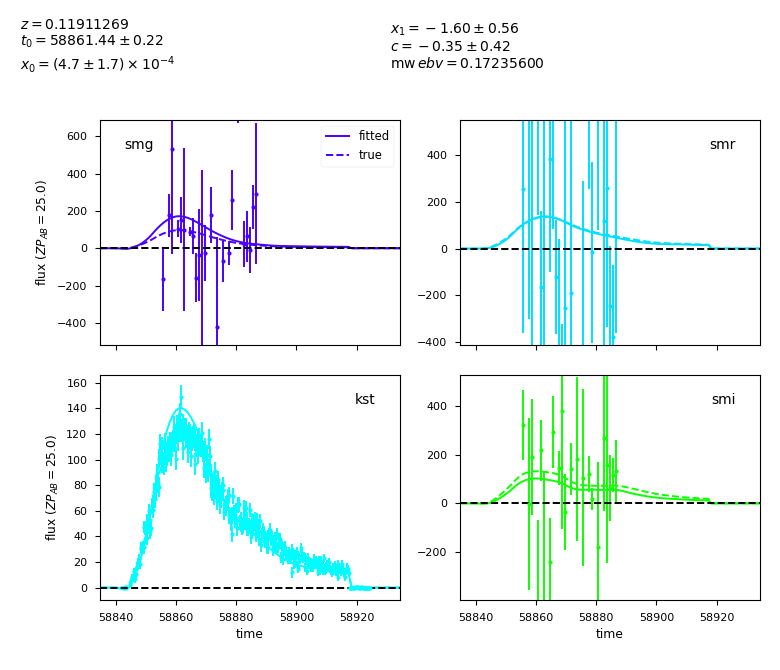 z = 0.11911269
t₀ = 58861.44 ± 0.22
x₀ = (4.7 ± 1.7) × 10⁻⁴
x₁ = −1.60 ± 0.56
c = −0.35 ± 0.42
mw ebv = 0.17235600
smg
fitted
true
600
400
200
0
−200
−400
flux (ZP_AB = 25.0)
smr
400
200
0
−200
−400
kst
160
140
120
100
80
60
40
20
0
flux (ZP_AB = 25.0)
58840 58860 58880 58900 58920
time
smi
400
200
0
−200
58840 58860 58880 58900 58920
time